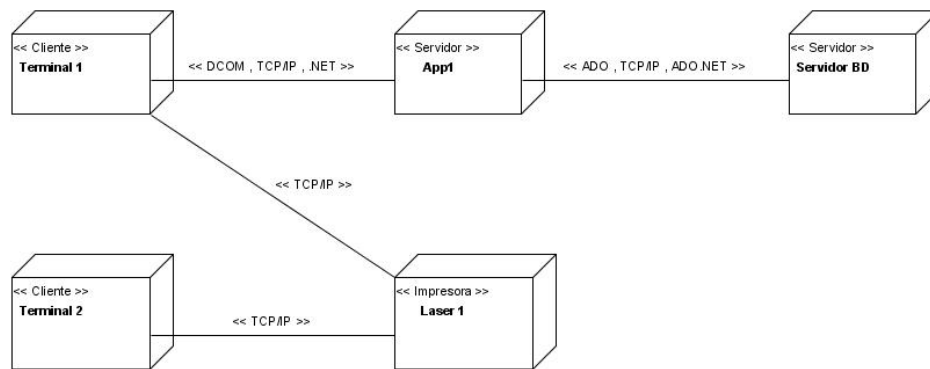 << Cliente >>
Terminal 1
<< DCOM , TCP/IP , .NET >>
<< Servidor >>
App1
<< ADO , TCP/IP , ADO.NET >>
<< Servidor >>
Servidor BD
<< TCP/IP >>
<< Cliente >>
Terminal 2
<< TCP/IP >>
<< Impresora >>
Laser 1